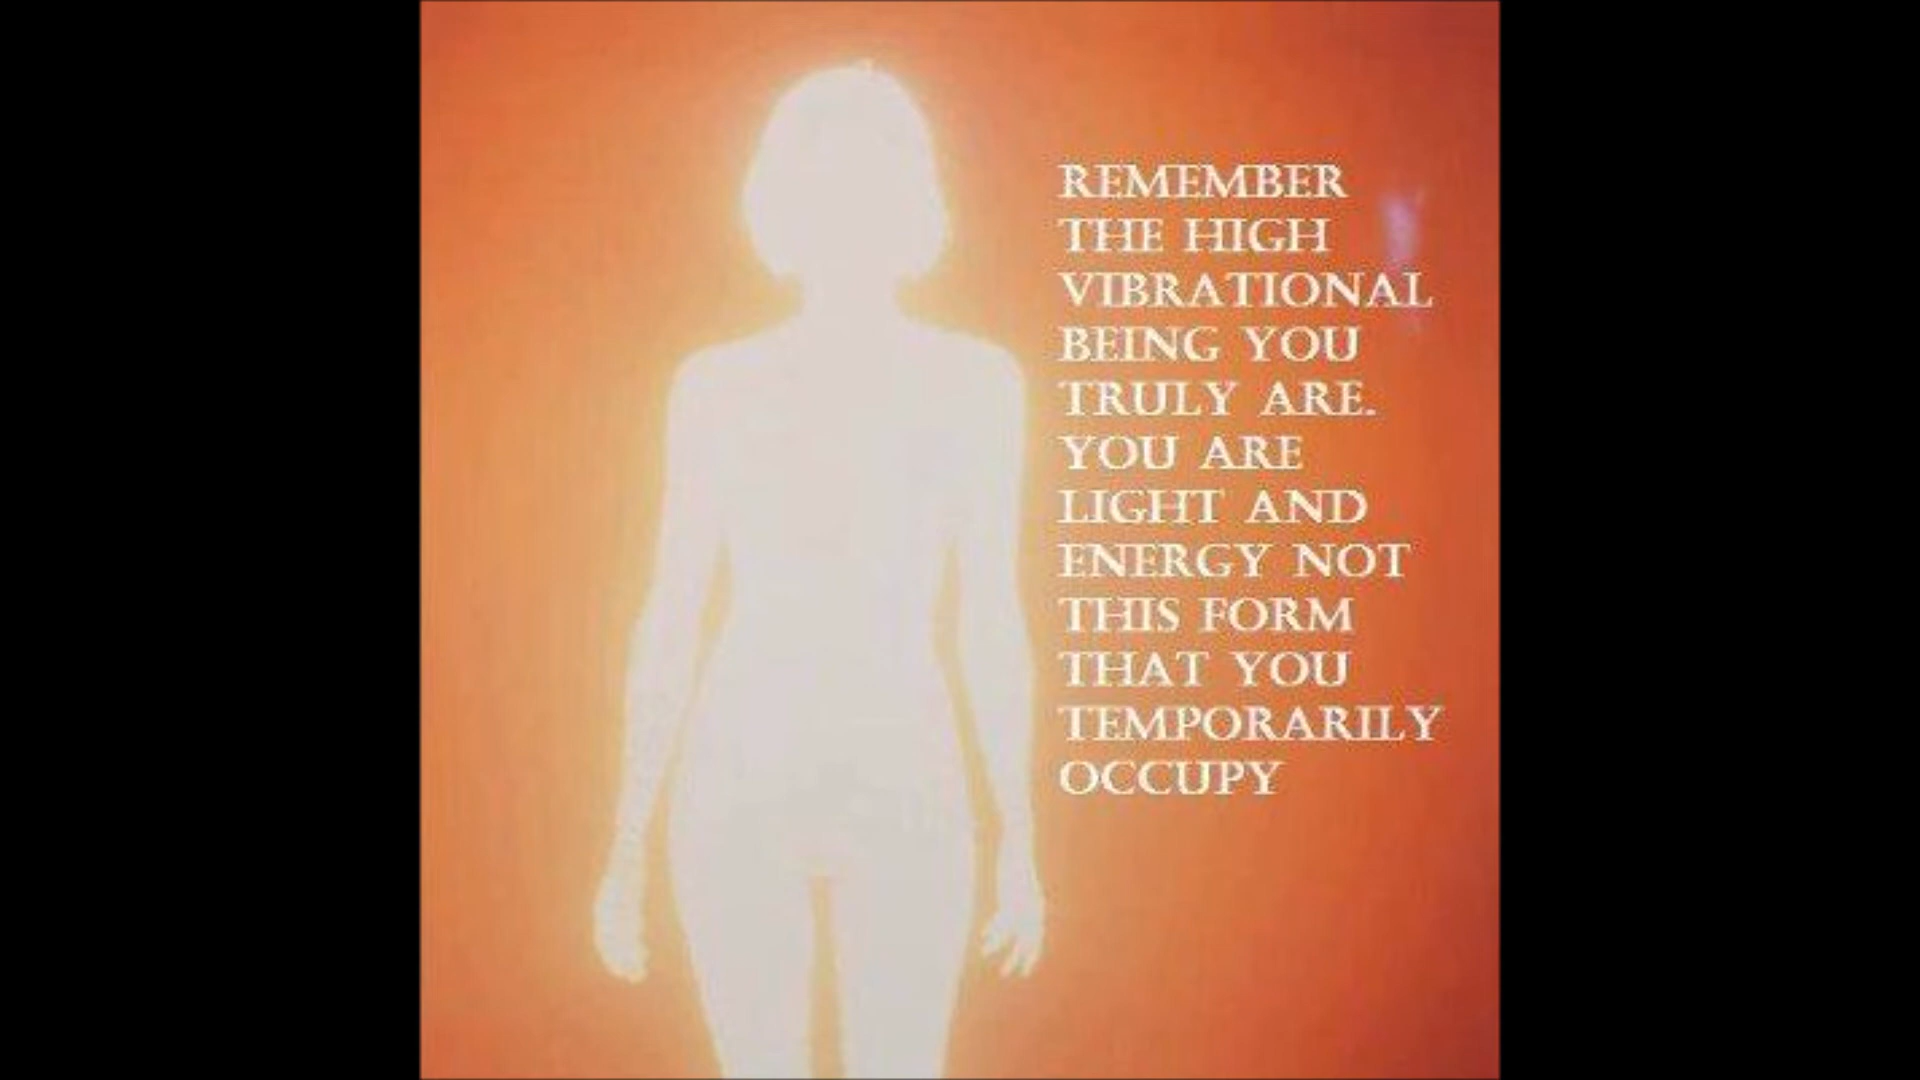 REMEMBER
THE HIGH
VIBRATIONAL
BEING YOU
TRULY ARE.
YOU ARE
LIGHT AND
ENERGY NOT
THIS FORM
THAT YOU
TEMPORARILY
OCCUPY